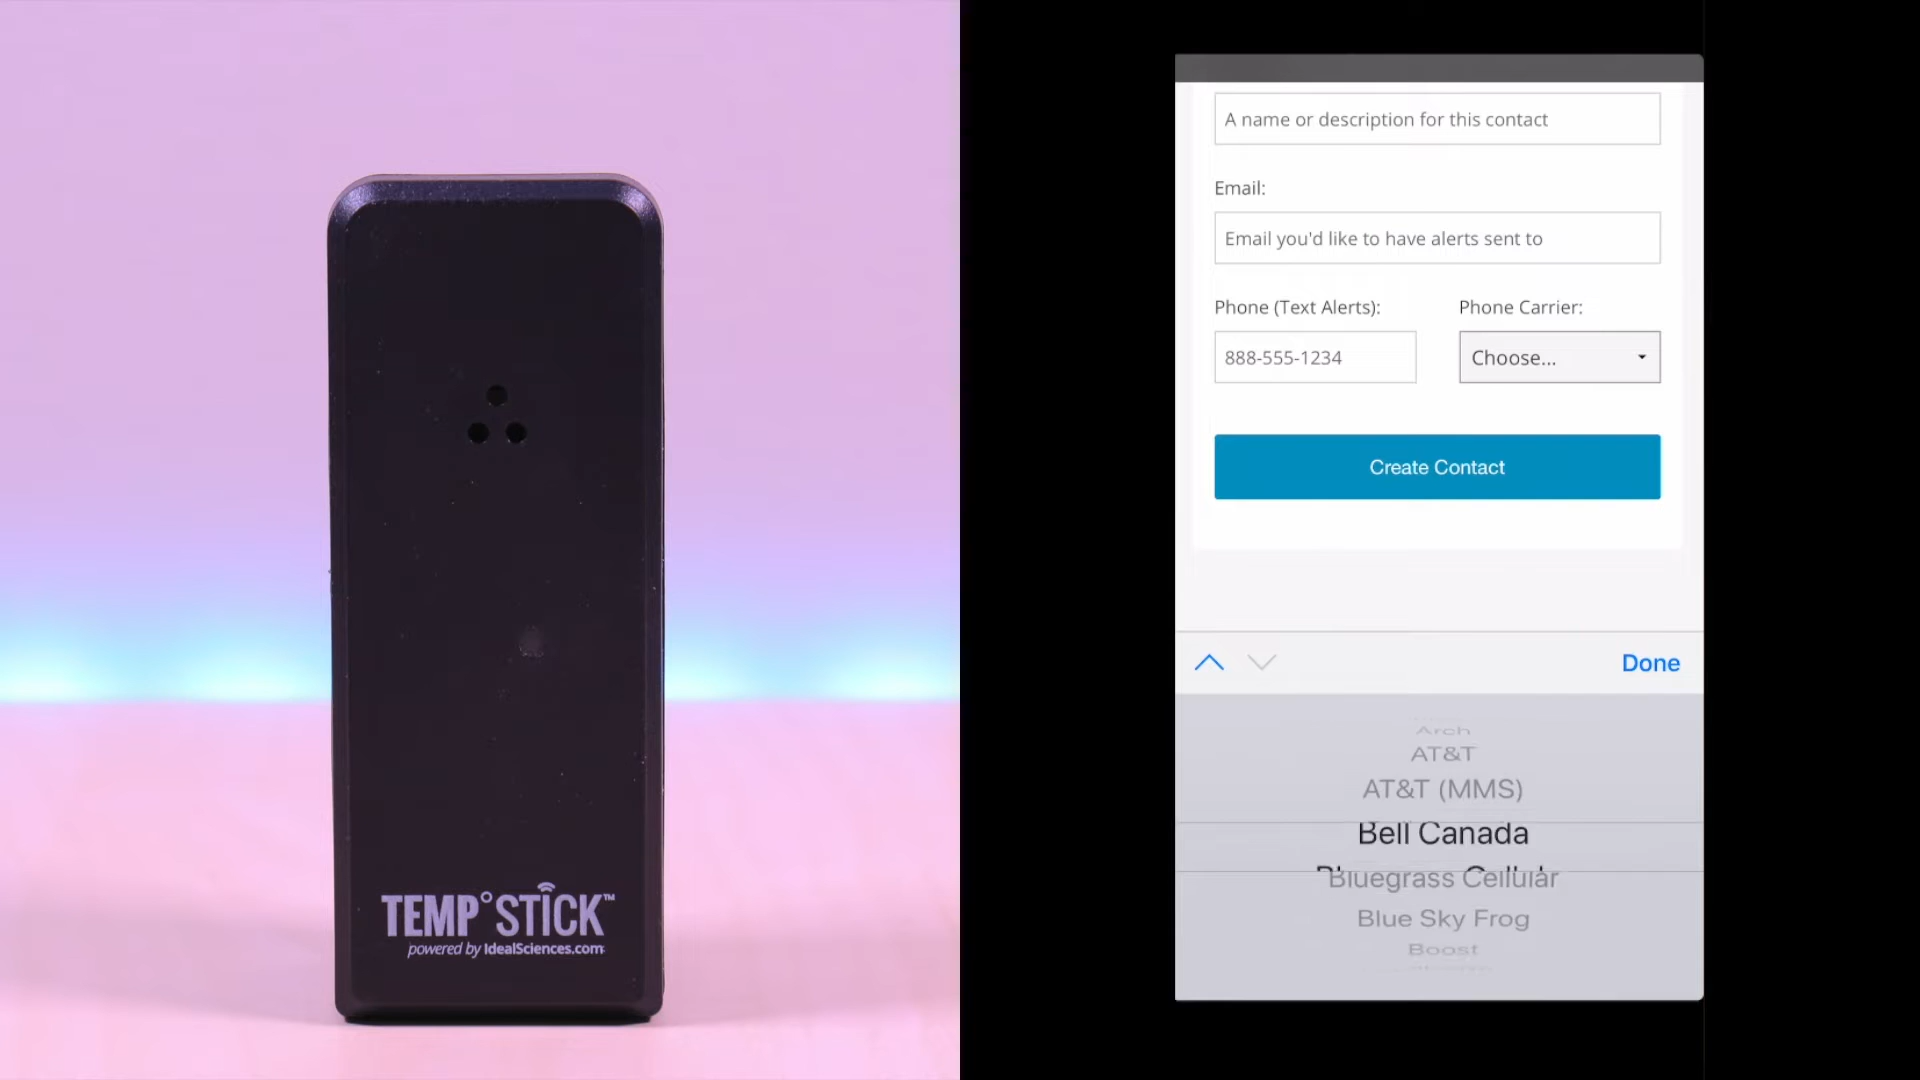 TEMP°STICK™
powered by IdealSciences.com
A name or description for this contact
Email:
Email you'd like to have alerts sent to
Phone (Text Alerts):
Phone Carrier:
888-555-1234
Choose...
Create Contact
Done
Arch
AT&T
AT&T (MMS)
Bell Canada
Bluegrass Cellular
Blue Sky Frog
Boost